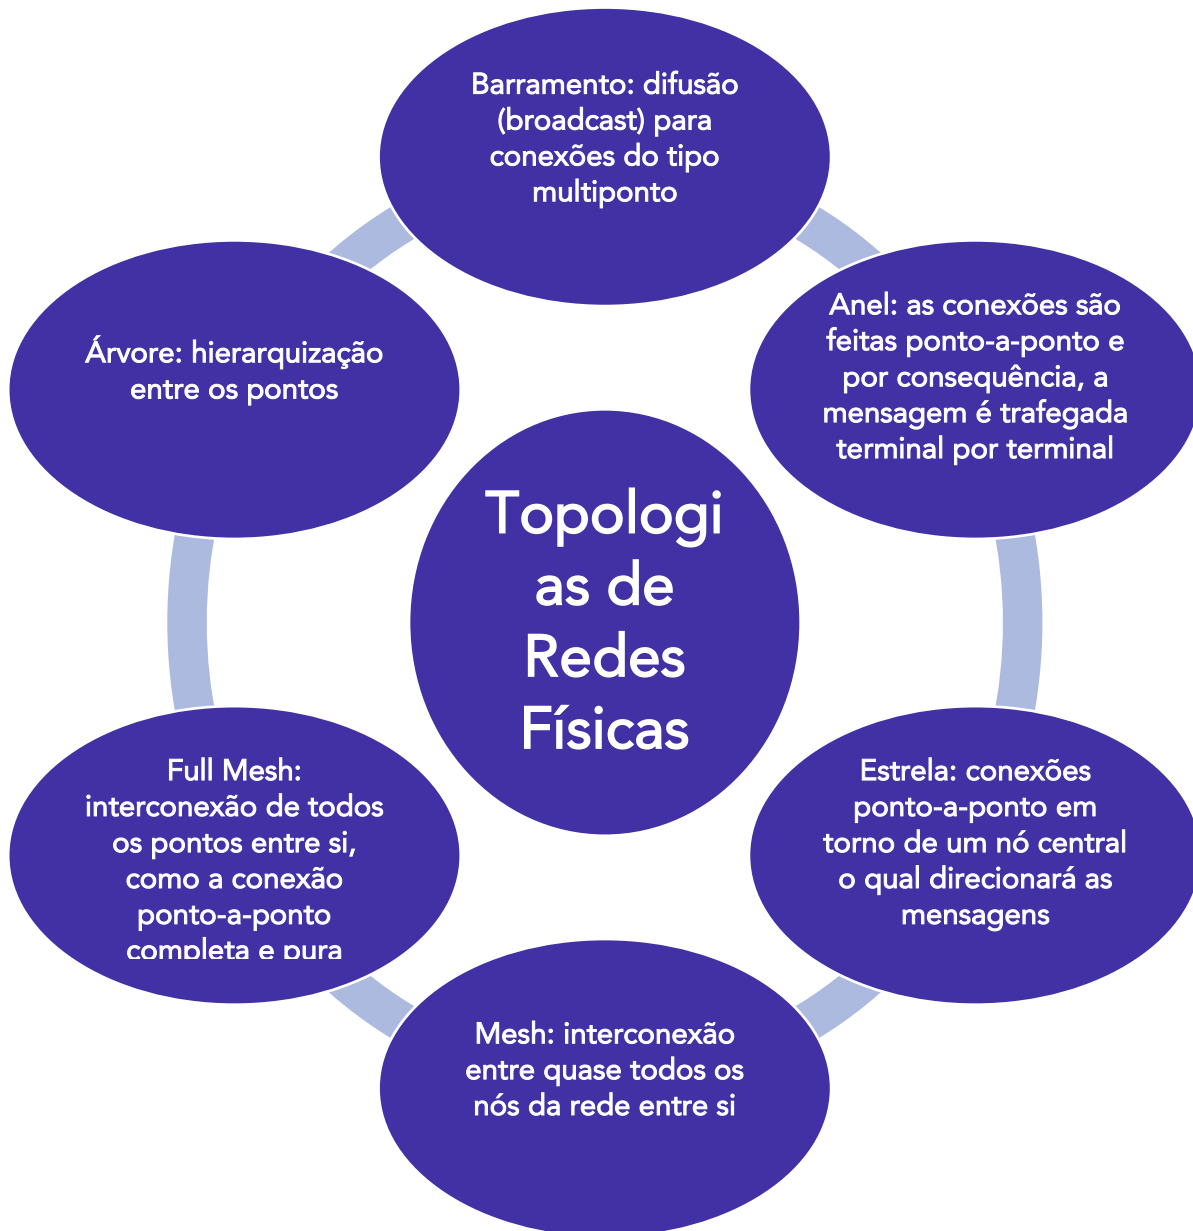 Barramento: difusão
(broadcast) para
conexões do tipo
multiponto
Anel: as conexões são
feitas ponto-a-ponto e
por consequência, a
mensagem é trafegada
terminal por terminal
Estrela: conexões
ponto-a-ponto em
torno de um nó central
o qual direcionará as
mensagens
Mesh: interconexão
entre quase todos os
nós da rede entre si
Full Mesh:
interconexão de todos
os pontos entre si,
como a conexão
ponto-a-ponto
completa e pura
Árvore: hierarquização
entre os pontos
Topologi
as de
Redes
Físicas